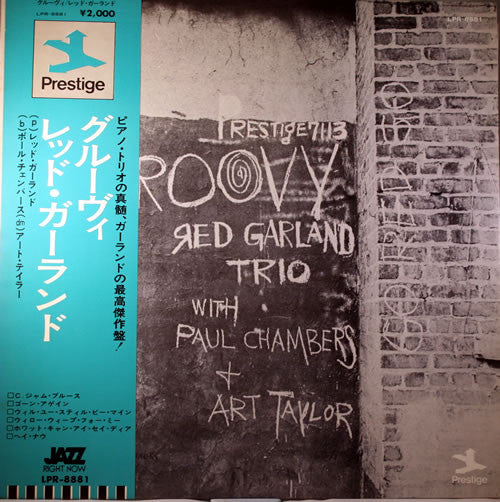 グルーヴィ/レッド・ガーランド
LPR-8881 ¥2,000
Prestige
グルーヴィ
レッド・ガーランド
(p)レッド・ガーランド
(b)ポール・チェンバース(ds)アート・テイラー
ピアノ・トリオの真髄、ガーランドの最高傑作盤!
□C.ジャム・ブルース
□ゴーン・アゲイン
□ウィル・ユー・スティル・ビー・マイン
□ウィロー・ウィープ・フォー・ミー
□ホワット・キャン・アイ・セイ・ディア
□ヘイ・ナウ
JAZZ
RIGHT NOW
LPR-8881
LPR-8881
PRESTIGE 7113
ROOVY
RED GARLAND
TRIO
WITH
PAUL CHAMBERS
+
ART TAYLOR
Prestige